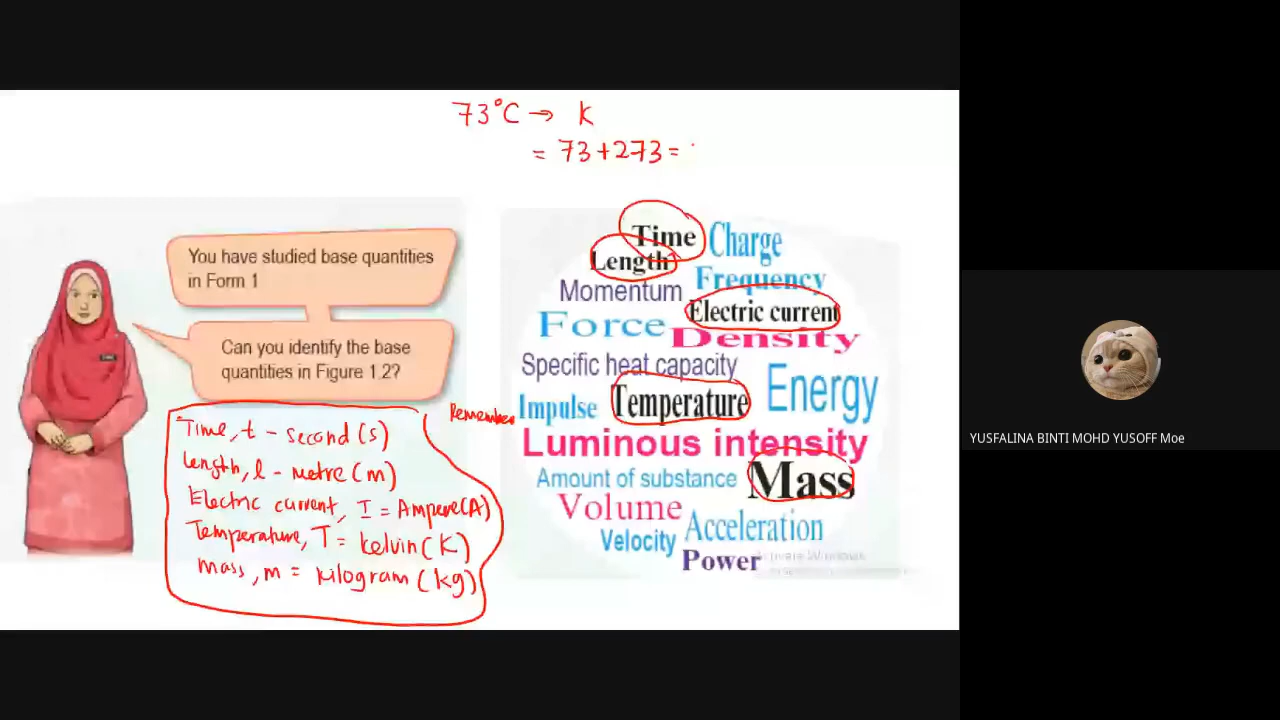 73°C → K
= 73+273=
You have studied base quantities
in Form 1
Can you identify the base
quantities in Figure 1.2?
Time, t - second (s)
length, l - metre (m)
Electric current, I = Ampere (A)
Temperature, T = kelvin (K)
mass, m = kilogram (kg)
Remember
Time
Charge
Length
Frequency
Momentum
Electric current
Force
Density
Specific heat capacity
Energy
Impulse
Temperature
Luminous intensity
Amount of substance
Mass
Volume
Acceleration
Velocity
Power
YUSFALINA BINTI MOHD YUSOFF Moe